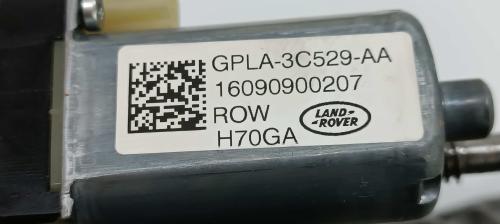 GPLA-3C529-AA
16090900207
ROW
H70GA
LAND-
-ROVER